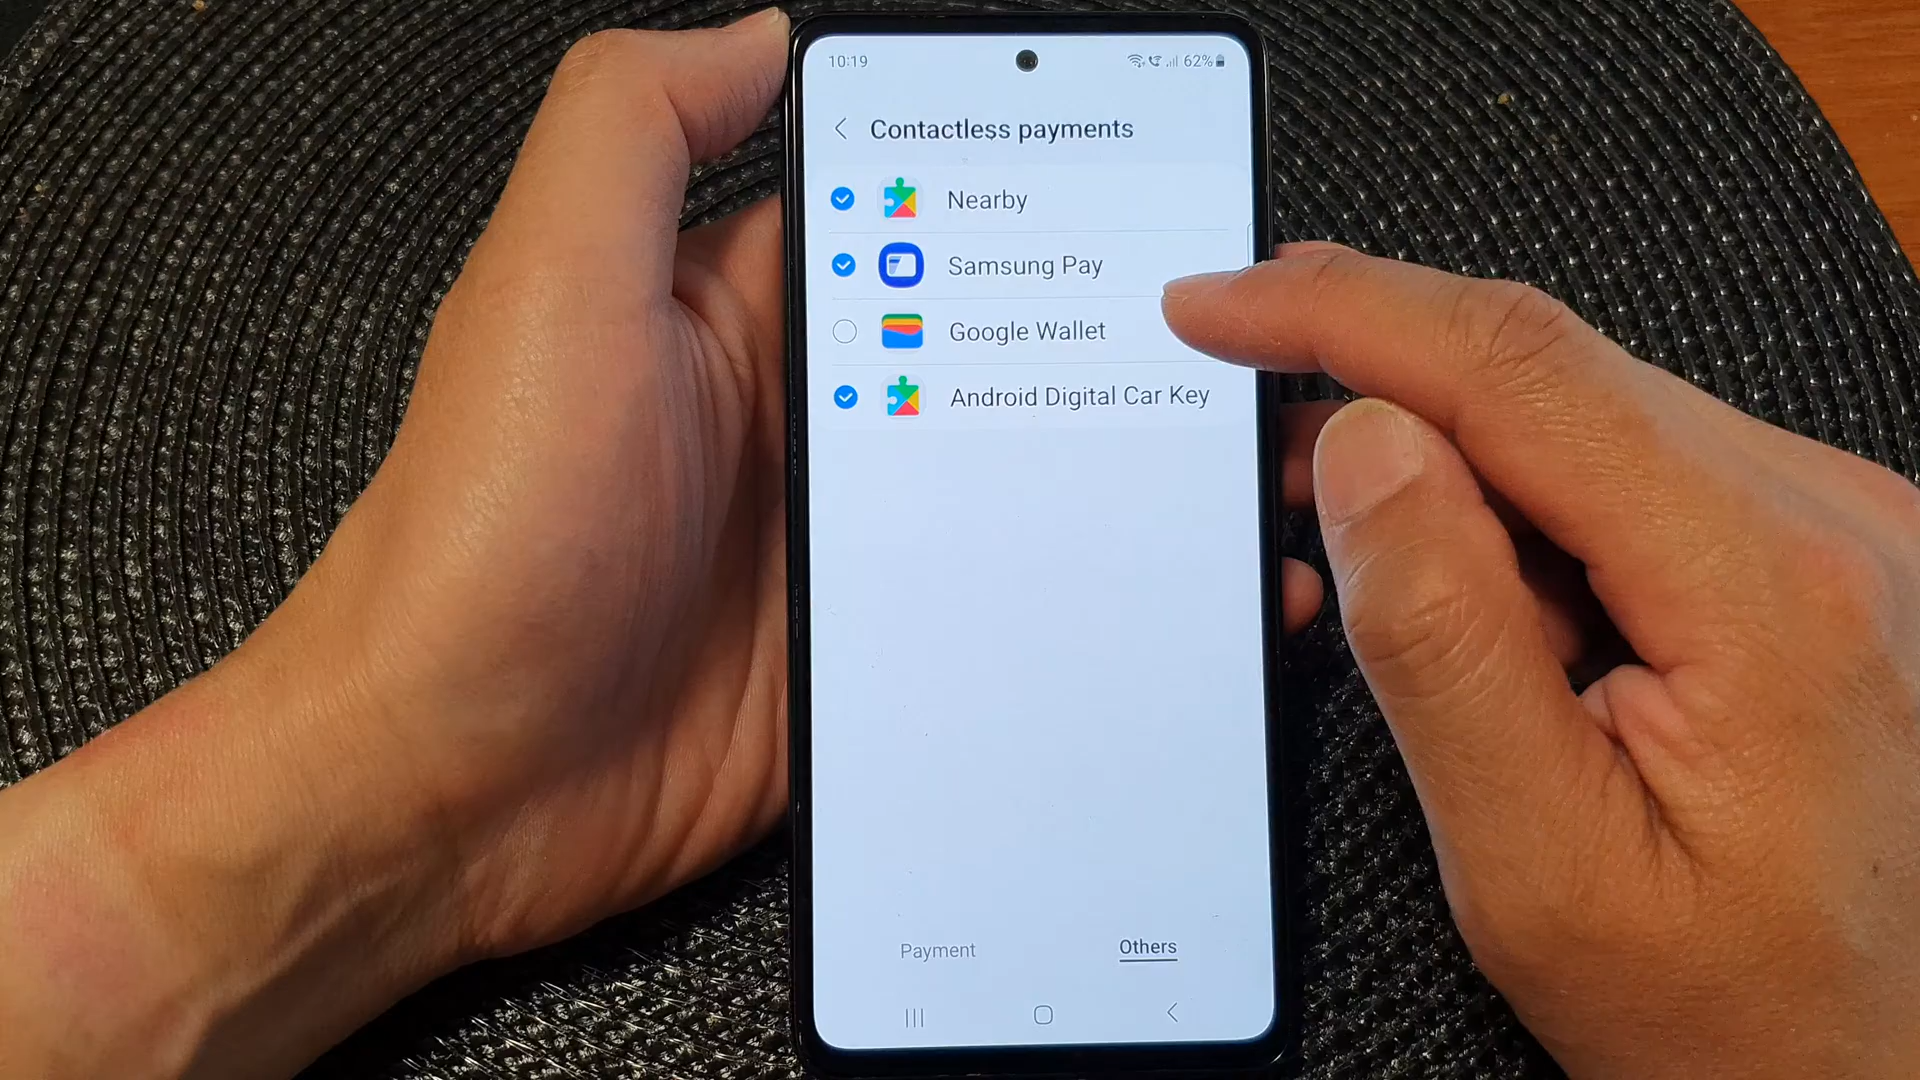 10:19
62%
Contactless payments
Nearby
Samsung Pay
Google Wallet
Android Digital Car Key
Payment
Others